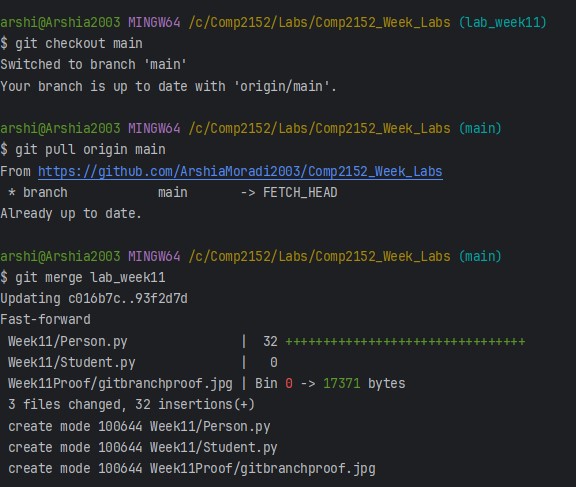 arshi@Arshia2003 MINGW64 /c/Comp2152/Labs/Comp2152_Week_Labs (lab_week11)
$ git checkout main
Switched to branch 'main'
Your branch is up to date with 'origin/main'.

arshi@Arshia2003 MINGW64 /c/Comp2152/Labs/Comp2152_Week_Labs (main)
$ git pull origin main
From https://github.com/ArshiaMoradi2003/Comp2152_Week_Labs
 * branch            main       -> FETCH_HEAD
Already up to date.

arshi@Arshia2003 MINGW64 /c/Comp2152/Labs/Comp2152_Week_Labs (main)
$ git merge lab_week11
Updating c016b7c..93f2d7d
Fast-forward
 Week11/Person.py               |  32 ++++++++++++++++++++++++++++++++
 Week11/Student.py              |   0
 Week11Proof/gitbranchproof.jpg | Bin 0 -> 17371 bytes
 3 files changed, 32 insertions(+)
 create mode 100644 Week11/Person.py
 create mode 100644 Week11/Student.py
 create mode 100644 Week11Proof/gitbranchproof.jpg